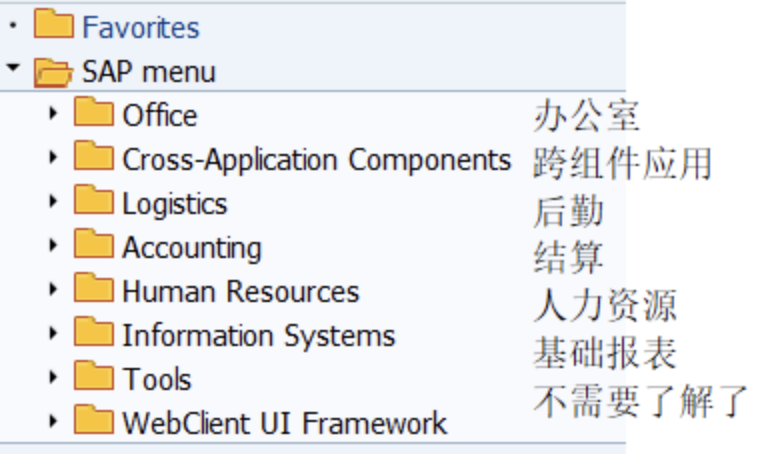 Favorites
SAP menu
Office 办公室
Cross-Application Components 跨组件应用
Logistics 后勤
Accounting 结算
Human Resources 人力资源
Information Systems 基础报表
Tools 不需要了解了
WebClient UI Framework